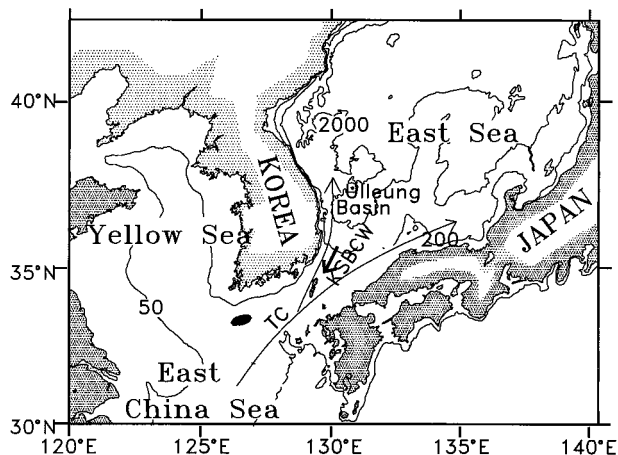 40°N
35°N
30°N
120°E
125°E
130°E
135°E
140°E
2000
East Sea
KOREA
Ulleung
Basin
Yellow Sea
200
JAPAN
KSBCW
50
TC
East
China Sea